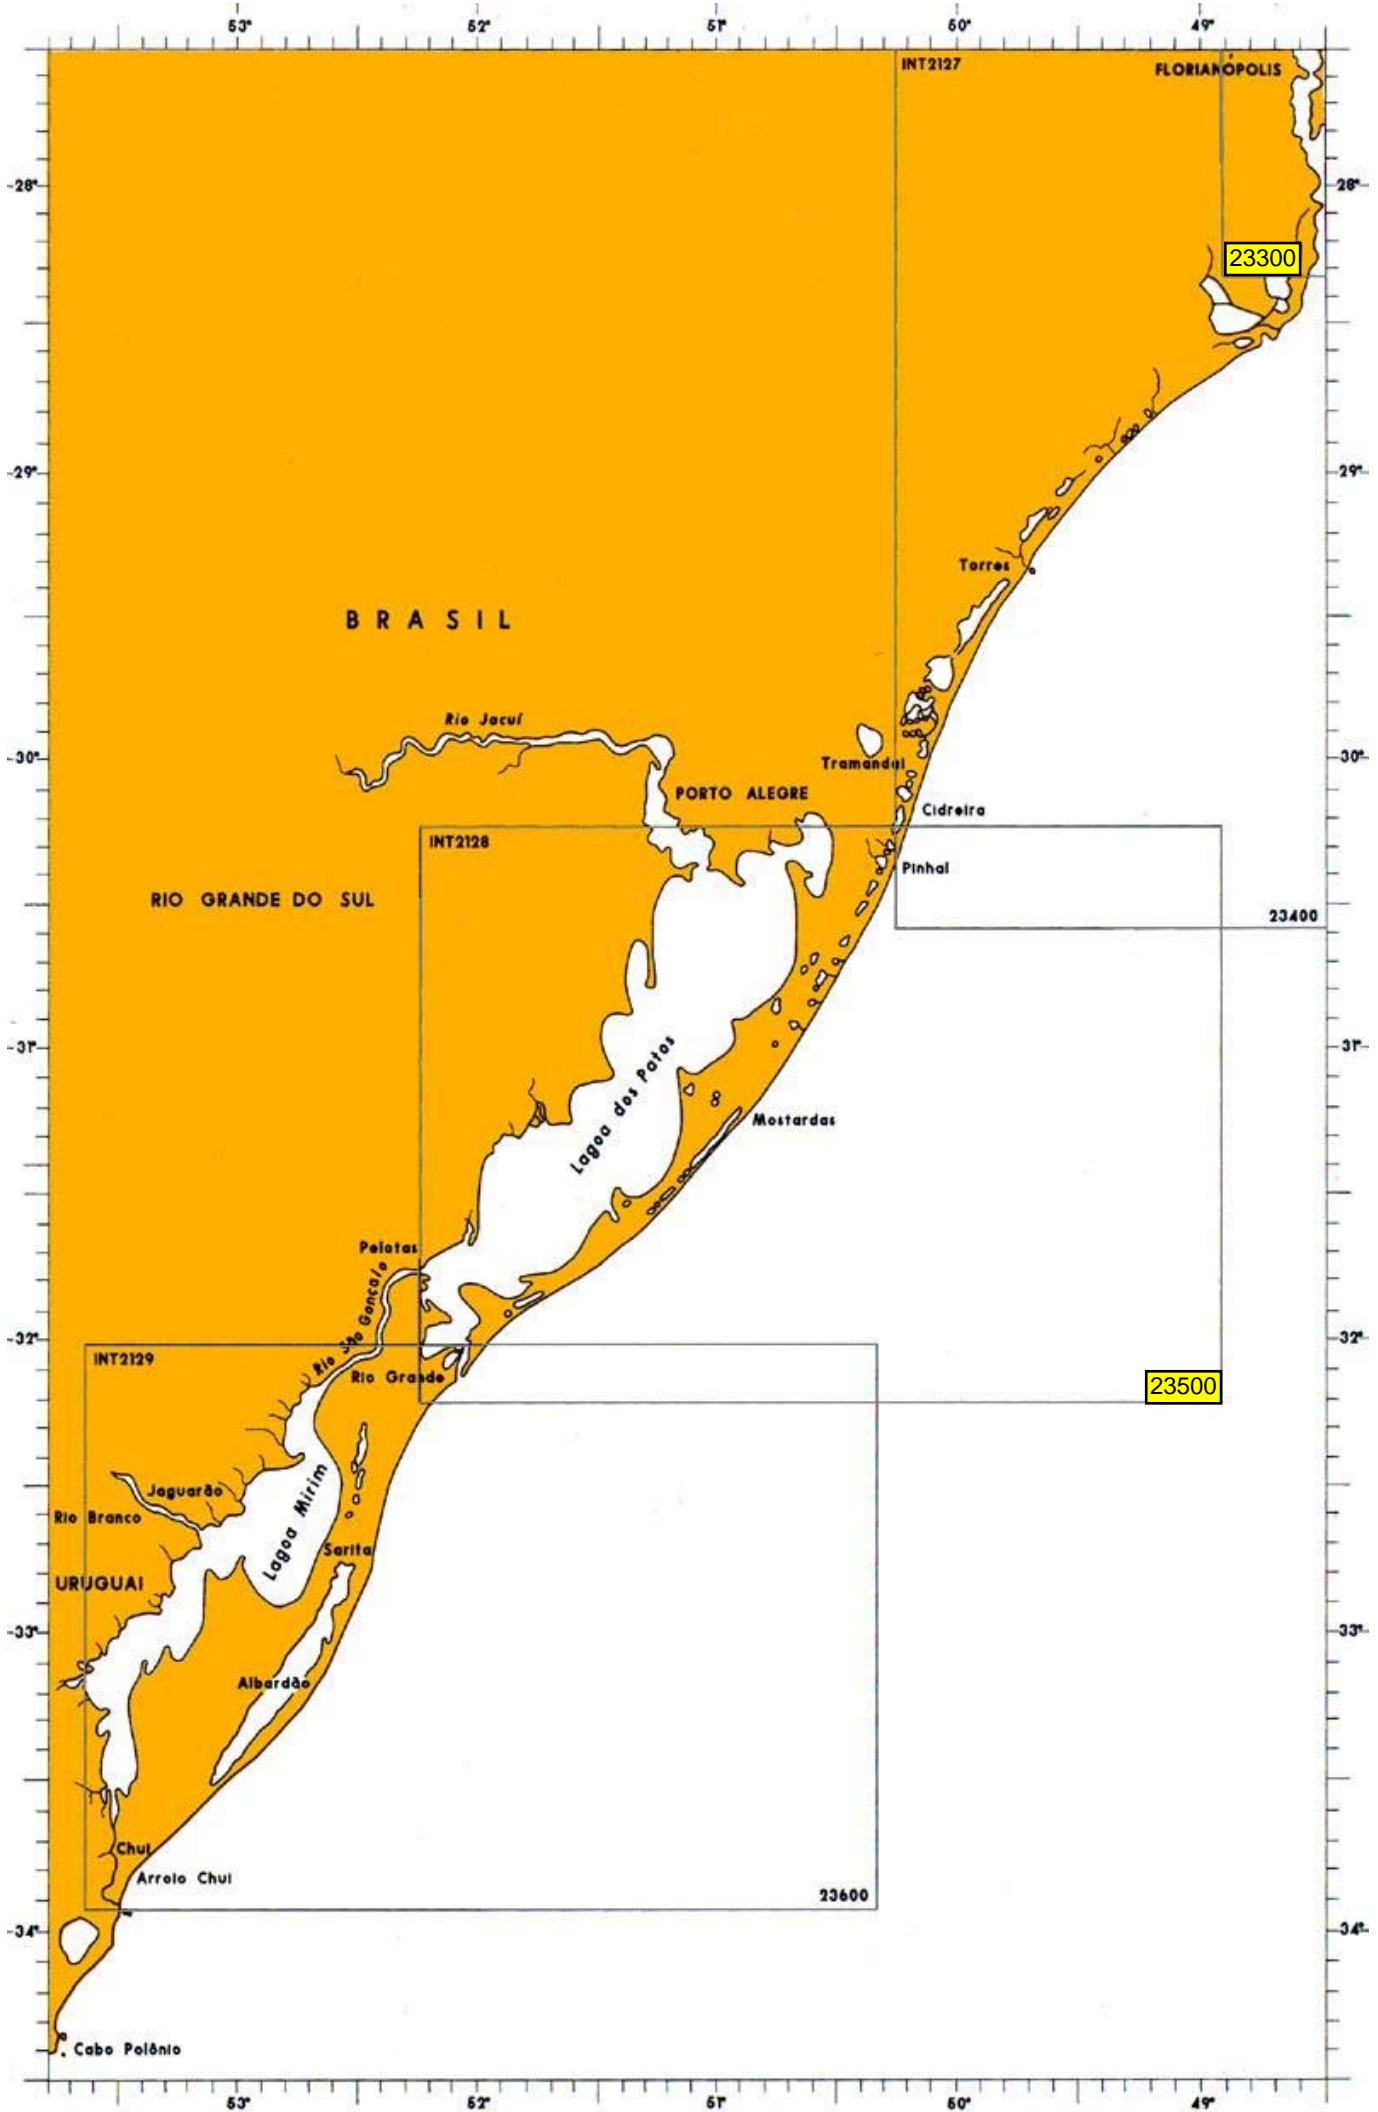 53° 52° 51° 50° 49°
INT2127
FLORIANÓPOLIS
28° 28°
23300
29° 29°
Torres
BRASIL
Rio Jacuí
30° 30°
Tramandaí
PORTO ALEGRE
Cidreira
INT2128
Pinhal
RIO GRANDE DO SUL
23400
31° 31°
Lagoa dos Patos
Mostardas
Pelotas
Rio São Gonçalo
32° 32°
INT2129
Rio Grande
23500
Lagoa Mirim
Jaguarão
Rio Branco
Sarita
URUGUAI
33° 33°
Albardão
Chuí
Arroio Chuí
23600
34° 34°
Cabo Polônio
53° 52° 51° 50° 49°